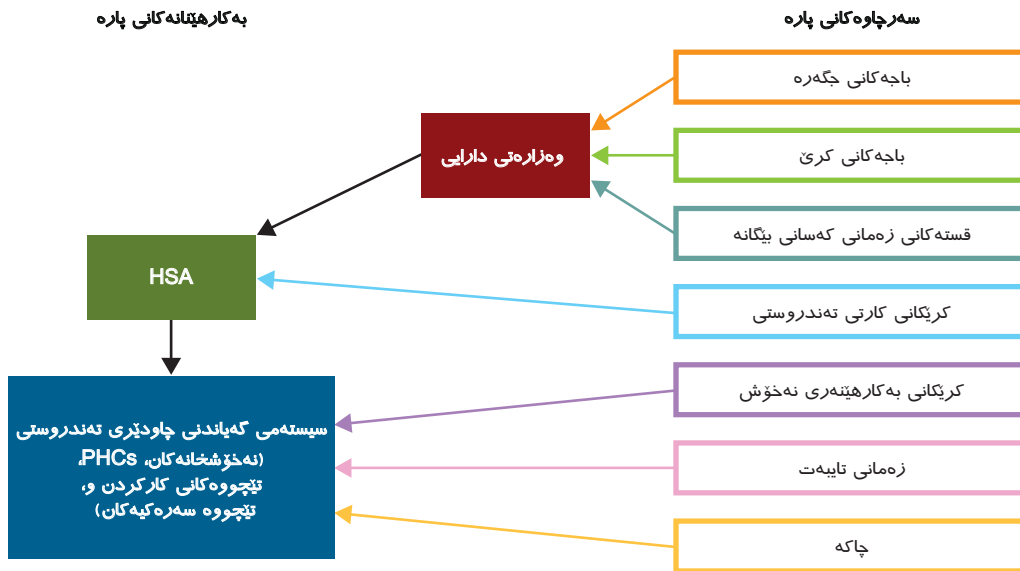 سەرچاوەکانی پارە
بەکارهێنانەکانی پارە
باجەکانی جگەرە
باجەکانی کرێ
وەزارەتی دارایی
قستەکانی زەمانی کەسانی بێگانە
HSA
کرێکانی کارتی تەندروستی
کرێکانی بەکارهێنەری نەخۆش
زەمانی تایبەت
چاکە
سیستەمی گەیاندنی چاودێری تەندروستی
(نەخۆشخانەکان، PHCs،
تێچووەکانی کارکردن و،
تێچووە سەرەکیەکان)